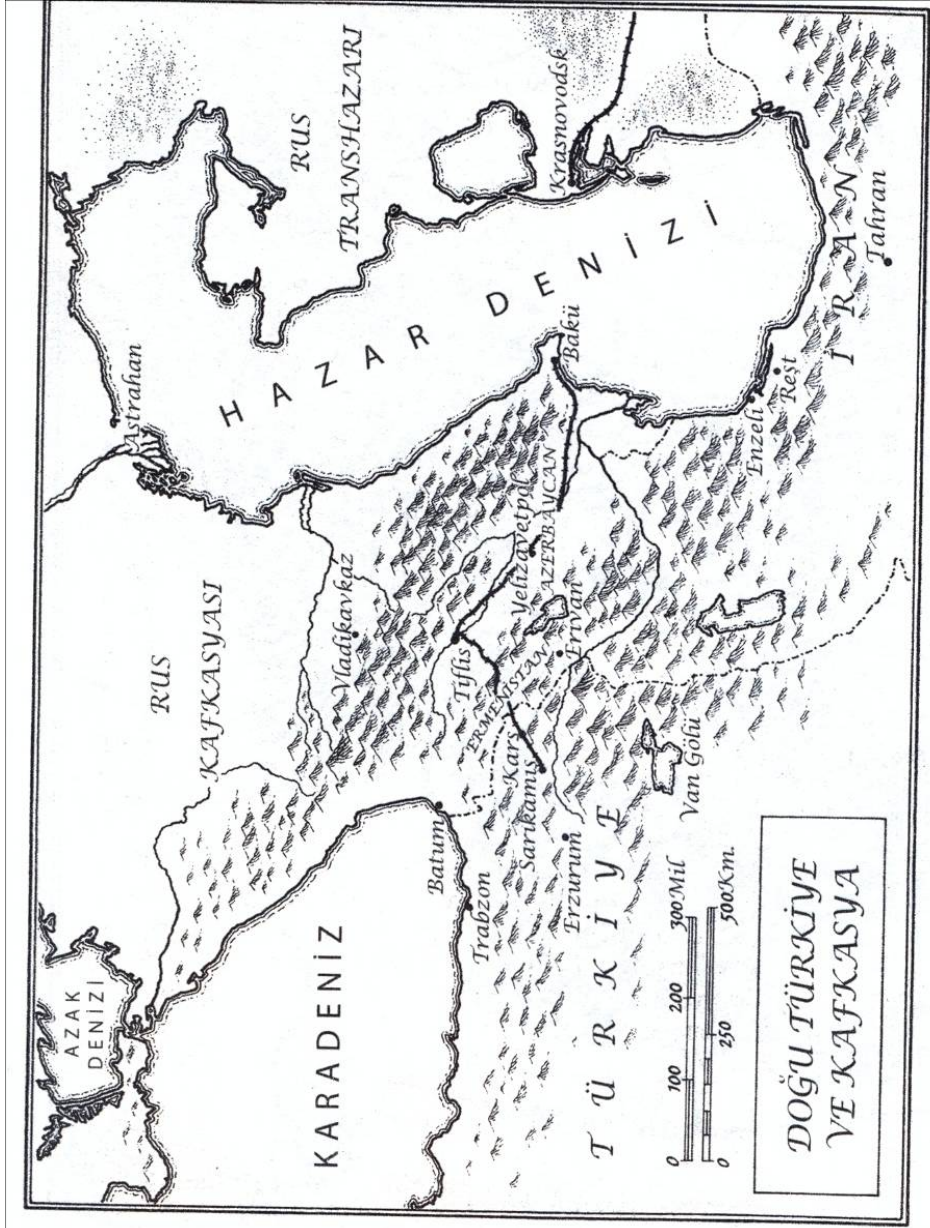 AZAK
DENİZİ
KARADENİZ
RUS
KAFKASYASI
Astrahan
RUS
TRANSHAZARI
HAZAR DENİZİ
Vladikavkaz
Krasnovodsk
Batum
Tiflis
Trabzon
Kars
ERMENİSTAN
Yelizavetpol
AZERBAYCAN
Bakü
Sarıkamış
Erivan
Erzurum
TÜRKİYE
Van Gölü
Enzeli
Reşt
İRAN
Tahran
0 100 200 300 Mil
0 250 500 Km.
DOĞU TÜRKİYE
VE KAFKASYA